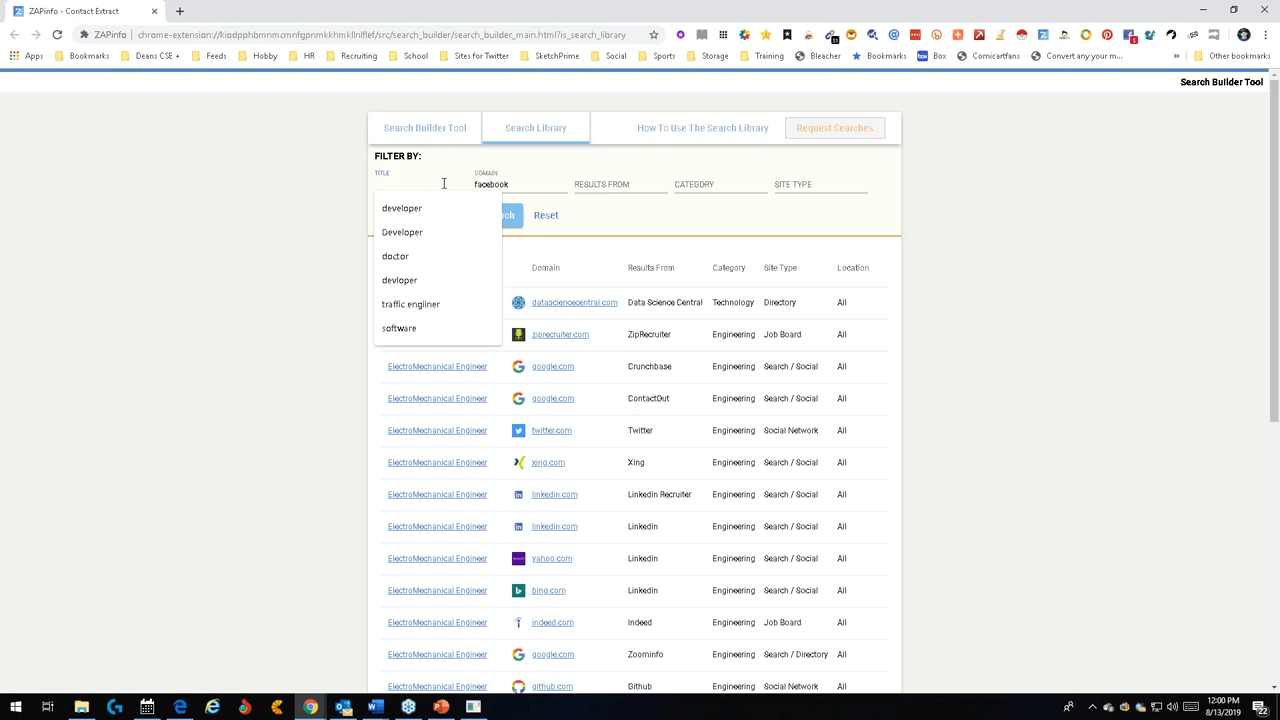 ZAPinfo - Contact Extract
ZAPinfo | chrome-extension://
/src/search_builder/search_builder_main.html?is_search_library
Apps Bookmarks Deans CSE + Feeds Hobby HR Recruiting School Sites for Twitter SketchPrime Social Sports Storage Training Bleacher Bookmarks Box Comicartfans Convert any your m... » Other bookmarks
Search Builder Tool
Search Builder Tool Search Library How To Use The Search Library Request Searches
FILTER BY:
TITLE DOMAIN
facebook RESULTS FROM CATEGORY SITE TYPE
developer
rch Reset
Developer
doctor
devloper
traffic engiiner
software
Domain Results From Category Site Type Location
datasciencecentral.com Data Science Central Technology Directory All
ziprecruiter.com ZipRecruiter Engineering Job Board All
ElectroMechanical Engineer google.com Crunchbase Engineering Search / Social All
ElectroMechanical Engineer google.com ContactOut Engineering Search / Social All
ElectroMechanical Engineer twitter.com Twitter Engineering Social Network All
ElectroMechanical Engineer xing.com Xing Engineering Search / Social All
ElectroMechanical Engineer linkedin.com Linkedin Recruiter Engineering Search / Social All
ElectroMechanical Engineer linkedin.com Linkedin Engineering Search / Social All
ElectroMechanical Engineer yahoo.com Linkedin Engineering Search / Social All
ElectroMechanical Engineer bing.com Linkedin Engineering Search / Social All
ElectroMechanical Engineer indeed.com Indeed Engineering Job Board All
ElectroMechanical Engineer google.com Zoominfo Engineering Search / Directory All
ElectroMechanical Engineer github.com Github Engineering Social Network All
12:00 PM
8/13/2019
22